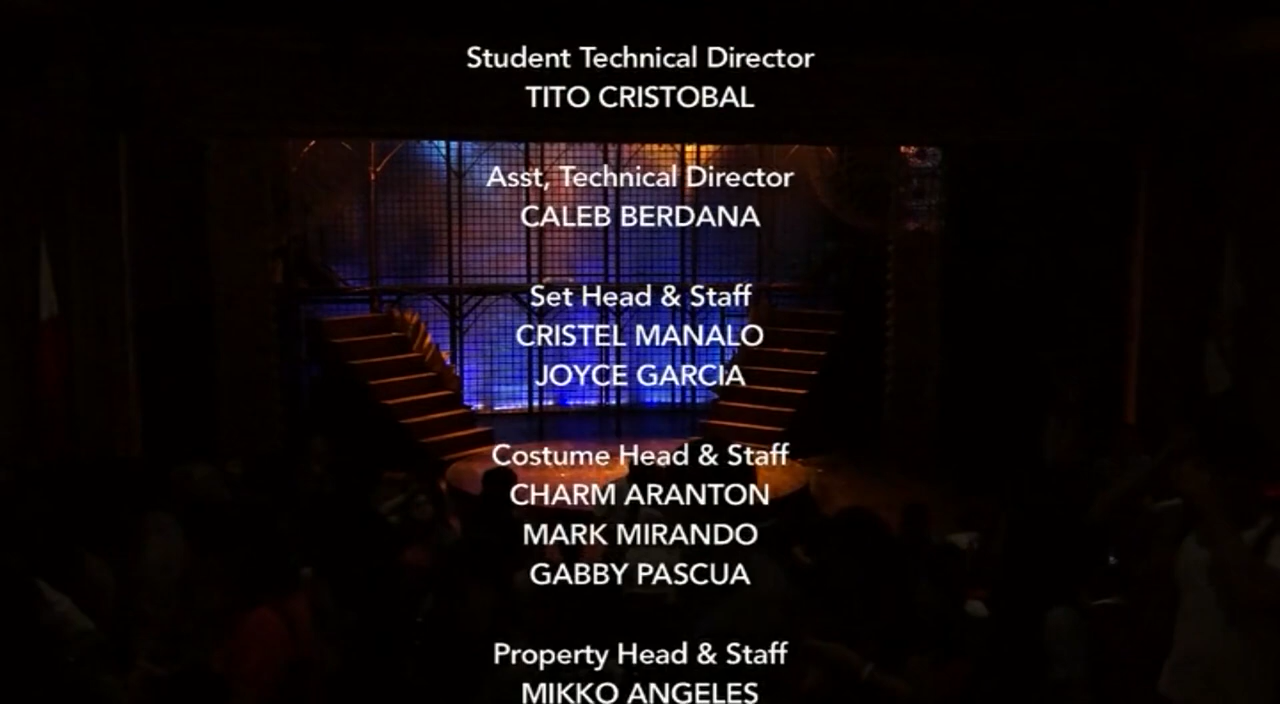 Student Technical Director
TITO CRISTOBAL
Asst, Technical Director
CALEB BERDANA
Set Head & Staff
CRISTEL MANALO
JOYCE GARCIA
Costume Head & Staff
CHARM ARANTON
MARK MIRANDO
GABBY PASCUA
Property Head & Staff
MIKKO ANGELES